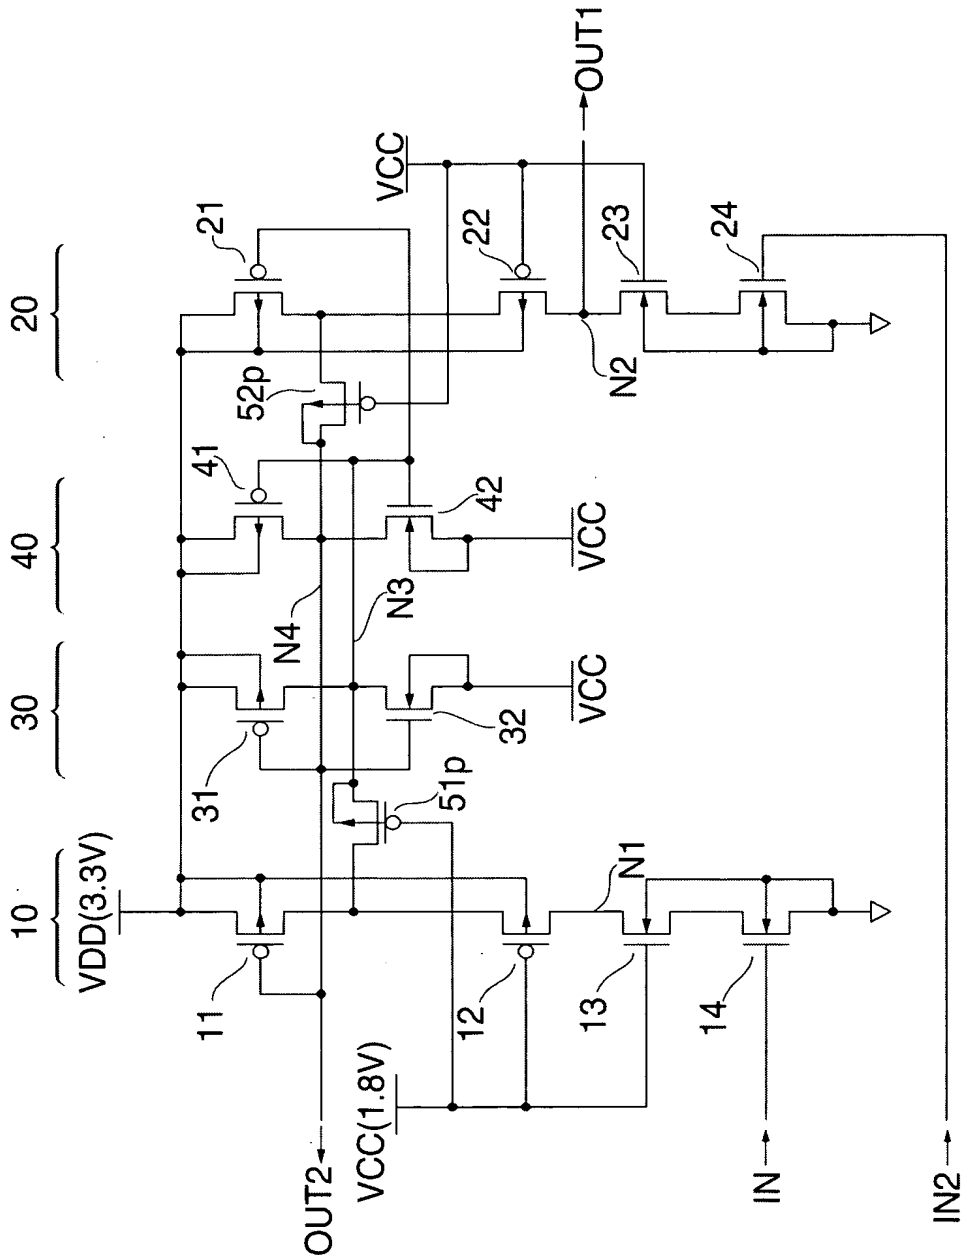 10
30
40
20
VDD(3.3V)
11
31
41
21
N4
N3
52p
VCC
OUT2
51p
32
42
22
VCC
VCC
VCC(1.8V)
12
N1
N2
OUT1
13
23
14
24
IN
IN2